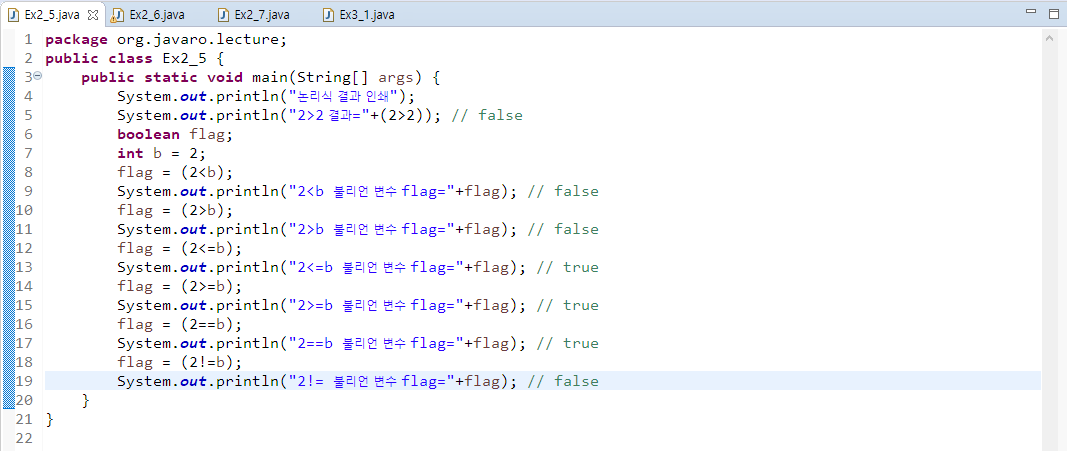 Ex2_5.java Ex2_6.java Ex2_7.java Ex3_1.java
1 package org.javaro.lecture;
2 public class Ex2_5 {
3 public static void main(String[] args) {
4 System.out.println("논리식 결과 인쇄");
5 System.out.println("2>2 결과="+(2>2)); // false
6 boolean flag;
7 int b = 2;
8 flag = (2<b);
9 System.out.println("2<b 불리언 변수 flag="+flag); // false
10 flag = (2>b);
11 System.out.println("2>b 불리언 변수 flag="+flag); // false
12 flag = (2<=b);
13 System.out.println("2<=b 불리언 변수 flag="+flag); // true
14 flag = (2>=b);
15 System.out.println("2>=b 불리언 변수 flag="+flag); // true
16 flag = (2==b);
17 System.out.println("2==b 불리언 변수 flag="+flag); // true
18 flag = (2!=b);
19 System.out.println("2!= 불리언 변수 flag="+flag); // false
20 }
21 }
22